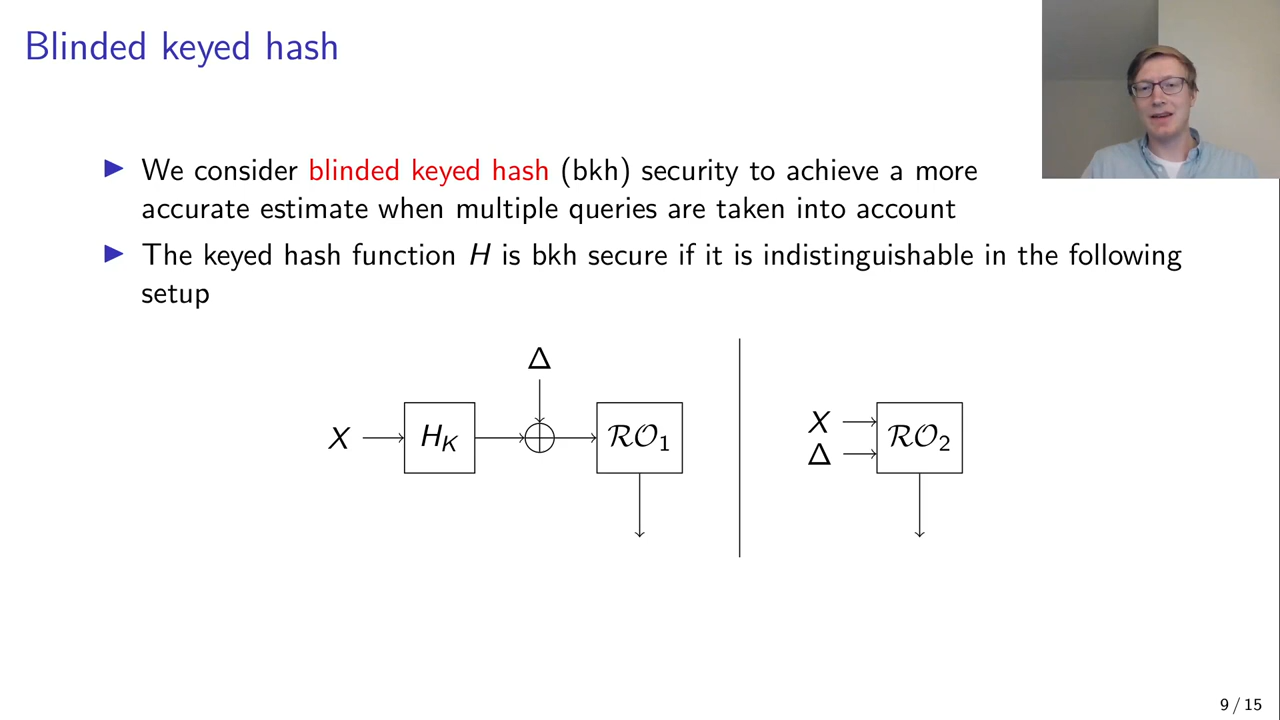 Blinded keyed hash
▶ We consider blinded keyed hash (bkh) security to achieve a more
accurate estimate when multiple queries are taken into account
▶ The keyed hash function H is bkh secure if it is indistinguishable in the following
setup
Δ
X H_K ⊕ RO_1
X
Δ RO_2
9 / 15